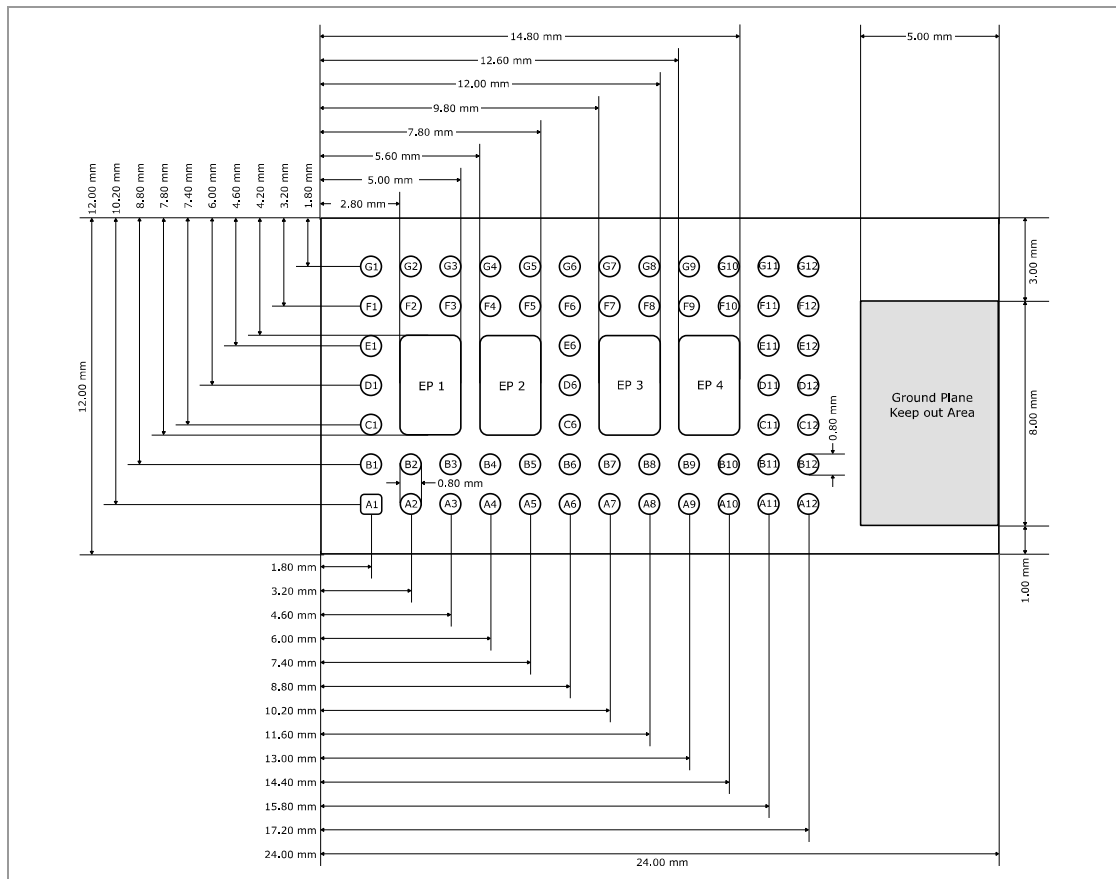 14.80 mm
5.00 mm
12.60 mm
12.00 mm
9.80 mm
7.80 mm
5.60 mm
5.00 mm
2.80 mm
12.00 mm
10.20 mm
8.80 mm
7.80 mm
7.40 mm
6.00 mm
4.60 mm
4.20 mm
3.20 mm
1.80 mm
G1 G2 G3 G4 G5 G6 G7 G8 G9 G10 G11 G12
3.00 mm
F1 F2 F3 F4 F5 F6 F7 F8 F9 F10 F11 F12
E1 E6 E11 E12
12.00 mm
D1 EP 1 EP 2 D6 EP 3 EP 4 D11 D12
Ground Plane
Keep out Area
8.00 mm
C1 C6 C11 C12
0.80 mm
B1 B2 B3 B4 B5 B6 B7 B8 B9 B10 B11 B12
0.80 mm
A1 A2 A3 A4 A5 A6 A7 A8 A9 A10 A11 A12
1.00 mm
1.80 mm
3.20 mm
4.60 mm
6.00 mm
7.40 mm
8.80 mm
10.20 mm
11.60 mm
13.00 mm
14.40 mm
15.80 mm
17.20 mm
24.00 mm
24.00 mm